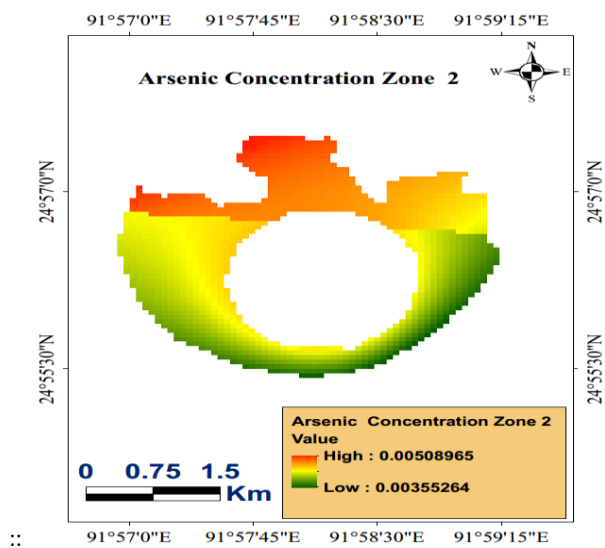 91°57'0"E 91°57'45"E 91°58'30"E 91°59'15"E
Arsenic Concentration Zone 2
N
W E
S
24°57'0"N 24°57'0"N
24°55'30"N 24°55'30"N
Arsenic Concentration Zone 2
Value
High : 0.00508965
Low : 0.00355264
0 0.75 1.5
Km
91°57'0"E 91°57'45"E 91°58'30"E 91°59'15"E
::